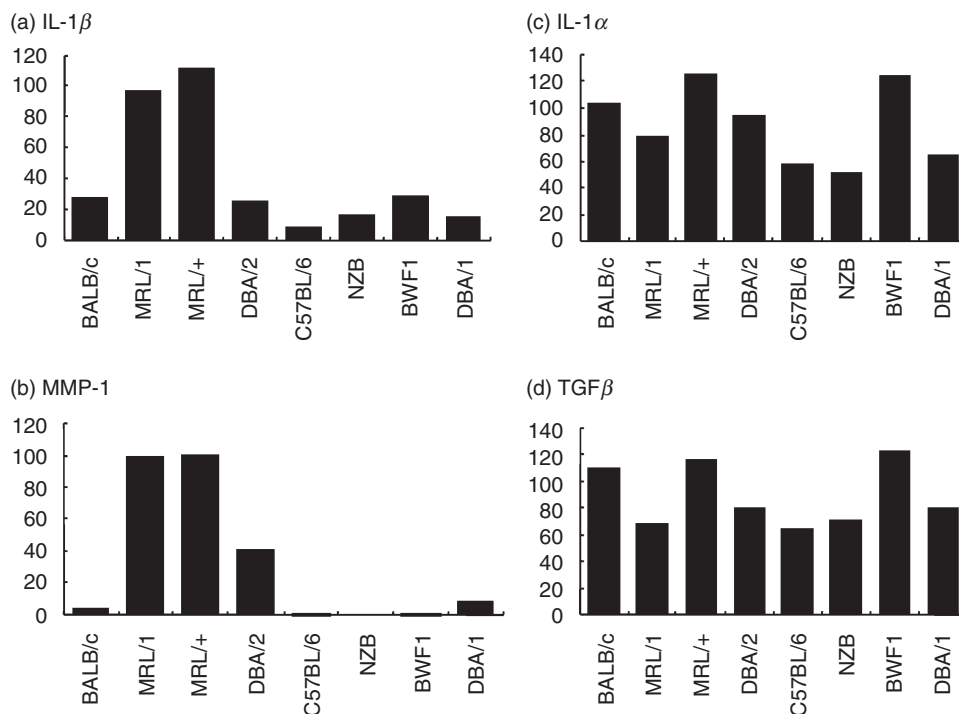 (a) IL-1β
120
100
80
60
40
20
0
BALB/c
MRL/1
MRL/+
DBA/2
C57BL/6
NZB
BWF1
DBA/1
(c) IL-1α
140
120
100
80
60
40
20
0
BALB/c
MRL/1
MRL/+
DBA/2
C57BL/6
NZB
BWF1
DBA/1
(b) MMP-1
120
100
80
60
40
20
0
BALB/c
MRL/1
MRL/+
DBA/2
C57BL/6
NZB
BWF1
DBA/1
(d) TGFβ
140
120
100
80
60
40
20
0
BALB/c
MRL/1
MRL/+
DBA/2
C57BL/6
NZB
BWF1
DBA/1